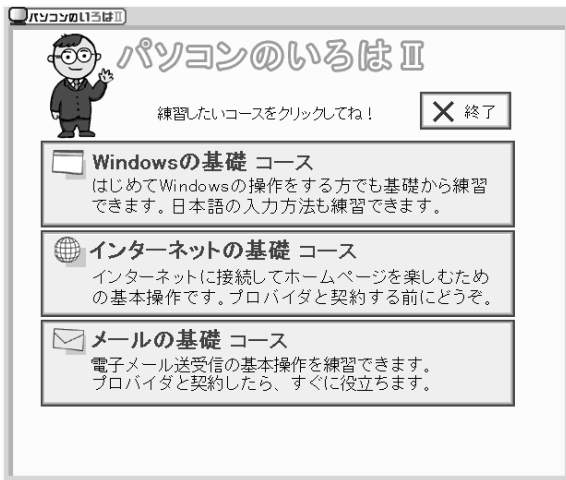 パソコンのいろはⅡ
パソコンのいろはⅡ
練習したいコースをクリックしてね！
終了
Windowsの基礎 コース
はじめてWindowsの操作をする方でも基礎から練習
できます。日本語の入力方法も練習できます。
インターネットの基礎 コース
インターネットに接続してホームページを楽しむため
の基本操作です。プロバイダと契約する前にどうぞ。
メールの基礎 コース
電子メール送受信の基本操作を練習できます。
プロバイダと契約したら、すぐに役立ちます。